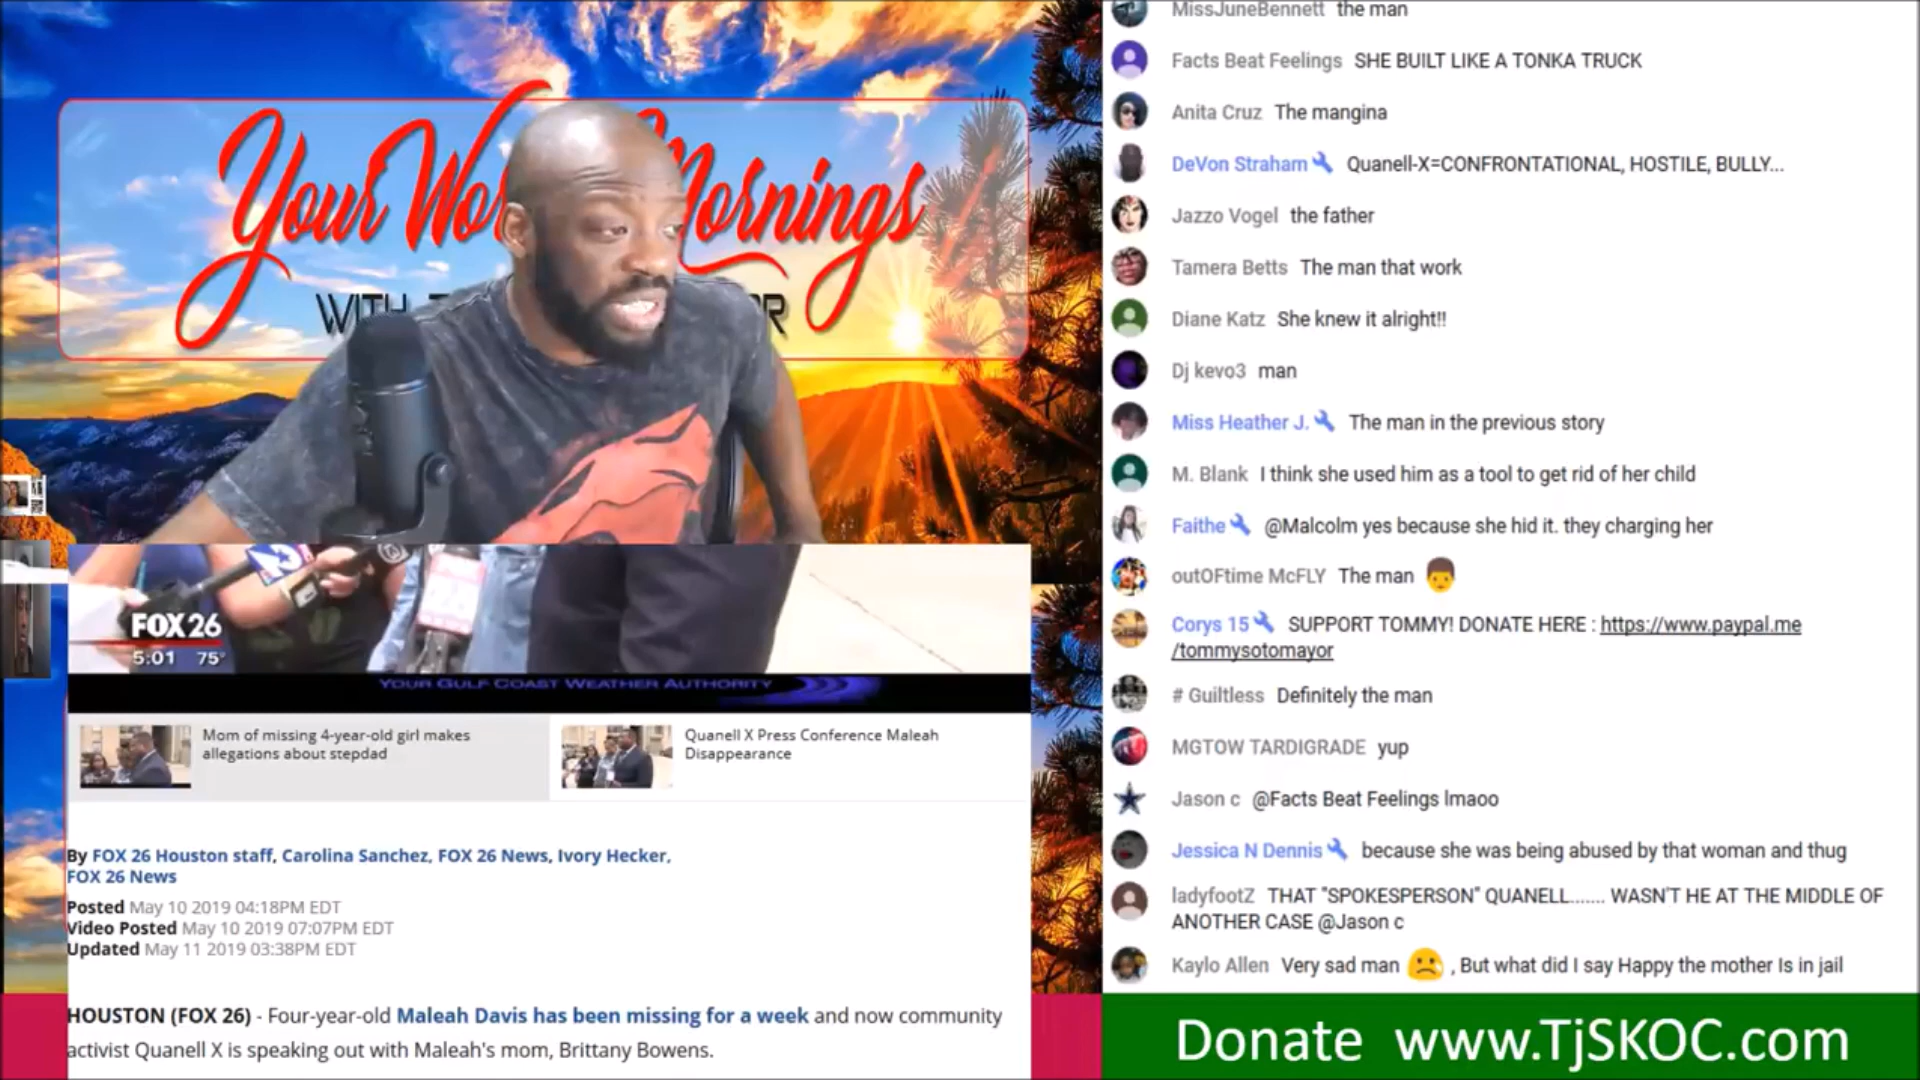 Your Wor Mornings
WITH T OR
FOX 26
5:01 75°
YOUR GULF COAST WEATHER AUTHORITY
Mom of missing 4-year-old girl makes
allegations about stepdad
Quanell X Press Conference Maleah
Disappearance
By FOX 26 Houston staff, Carolina Sanchez, FOX 26 News, Ivory Hecker,
FOX 26 News
Posted May 10 2019 04:18PM EDT
Video Posted May 10 2019 07:07PM EDT
Updated May 11 2019 03:38PM EDT
HOUSTON (FOX 26) - Four-year-old Maleah Davis has been missing for a week and now community
activist Quanell X is speaking out with Maleah's mom, Brittany Bowens.
MissJuneBennett the man
Facts Beat Feelings SHE BUILT LIKE A TONKA TRUCK
Anita Cruz The mangina
DeVon Straham Quanell-X=CONFRONTATIONAL, HOSTILE, BULLY...
Jazzo Vogel the father
Tamera Betts The man that work
Diane Katz She knew it alright!!
Dj kevo3 man
Miss Heather J. The man in the previous story
M. Blank I think she used him as a tool to get rid of her child
Faithe @Malcolm yes because she hid it. they charging her
outOFtime McFLY The man 👨
Corys 15 SUPPORT TOMMY! DONATE HERE : https://www.paypal.me
/tommysotomayor
# Guiltless Definitely the man
MGTOW TARDIGRADE yup
Jason c @Facts Beat Feelings lmaoo
Jessica N Dennis because she was being abused by that woman and thug
ladyfootZ THAT "SPOKESPERSON" QUANELL....... WASN'T HE AT THE MIDDLE OF
ANOTHER CASE @Jason c
Kaylo Allen Very sad man 😢 , But what did I say Happy the mother Is in jail
Donate www.TjSKOC.com